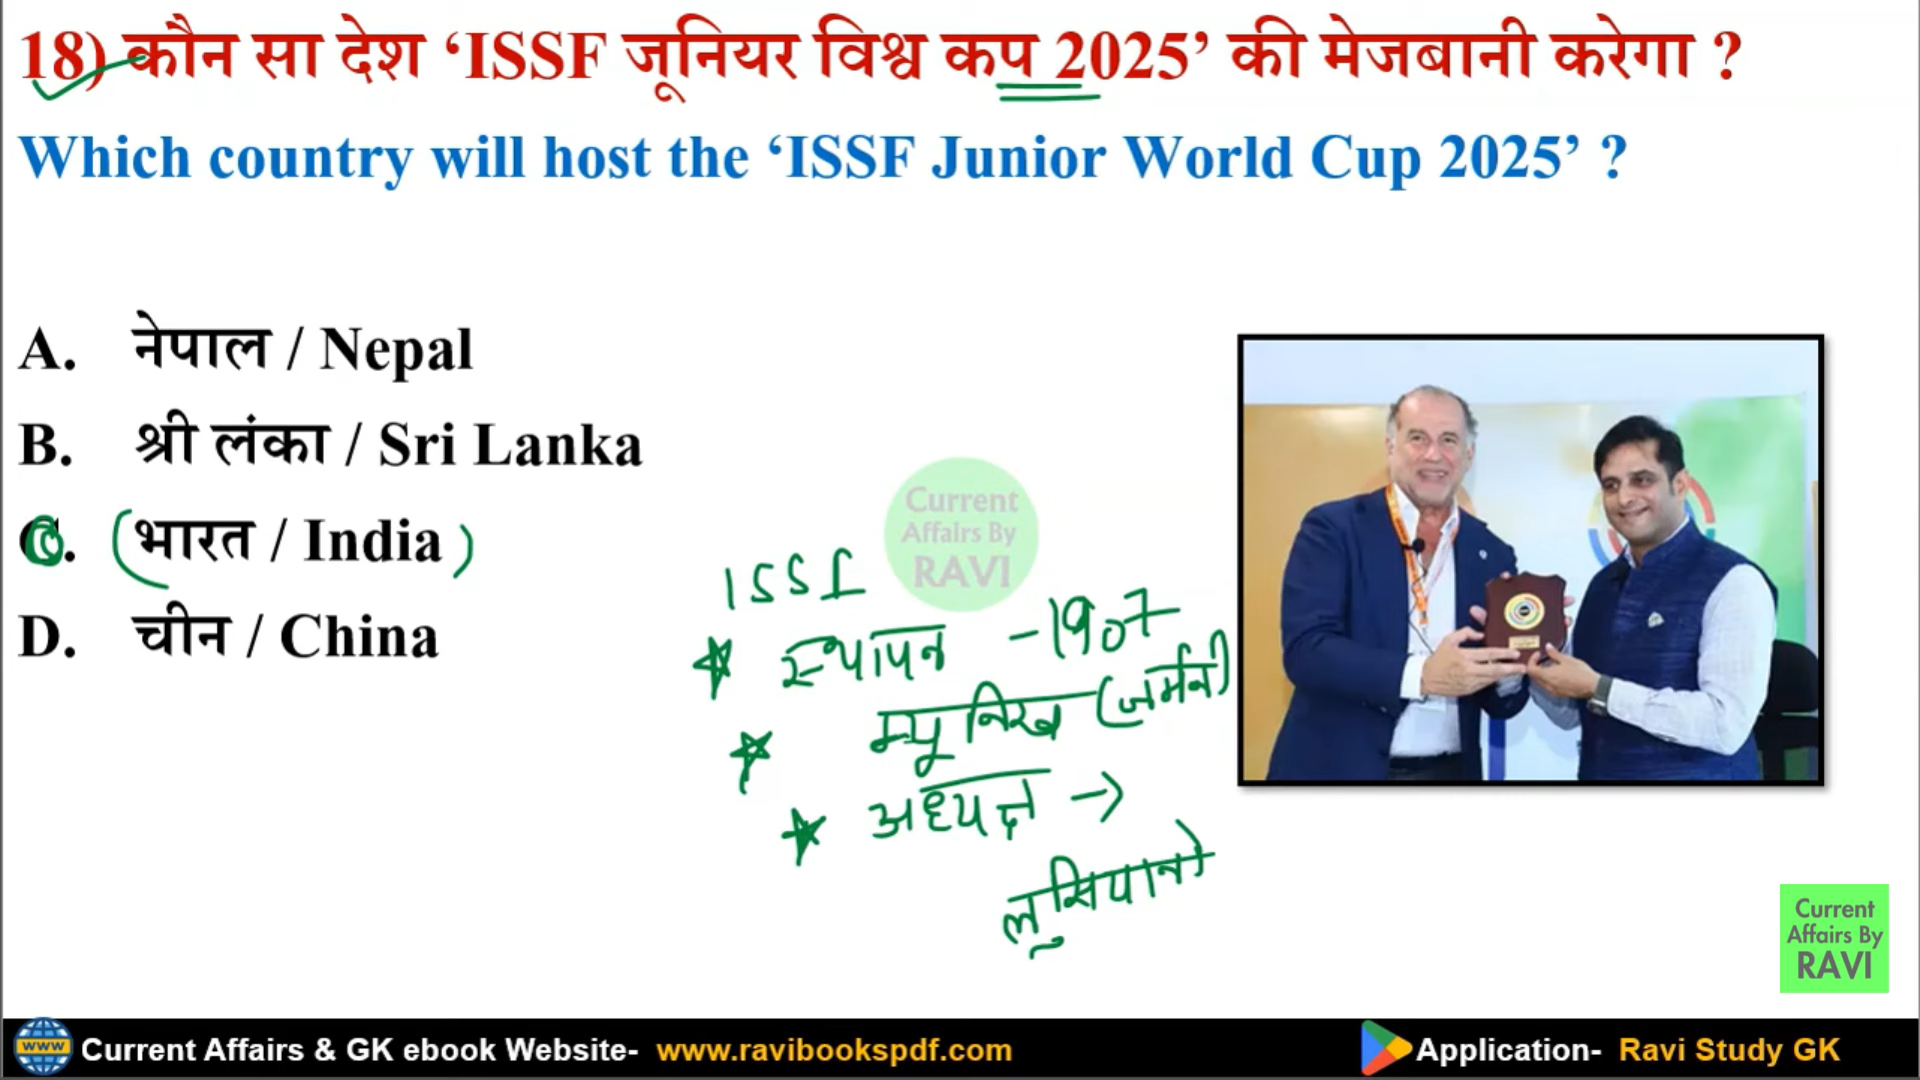 18) कौन सा देश ‘ISSF जूनियर विश्व कप 2025’ की मेजबानी करेगा ?
Which country will host the ‘ISSF Junior World Cup 2025’ ?
A. नेपाल / Nepal
B. श्री लंका / Sri Lanka
C. (भारत / India)
D. चीन / China
Current
Affairs By
RAVI
ISSF
स्थापन - 1907
म्यूनिख (जर्मनी)
अध्यक्ष →
लूसियानो
Current
Affairs By
RAVI
www Current Affairs & GK ebook Website- www.ravibookspdf.com
Application- Ravi Study GK